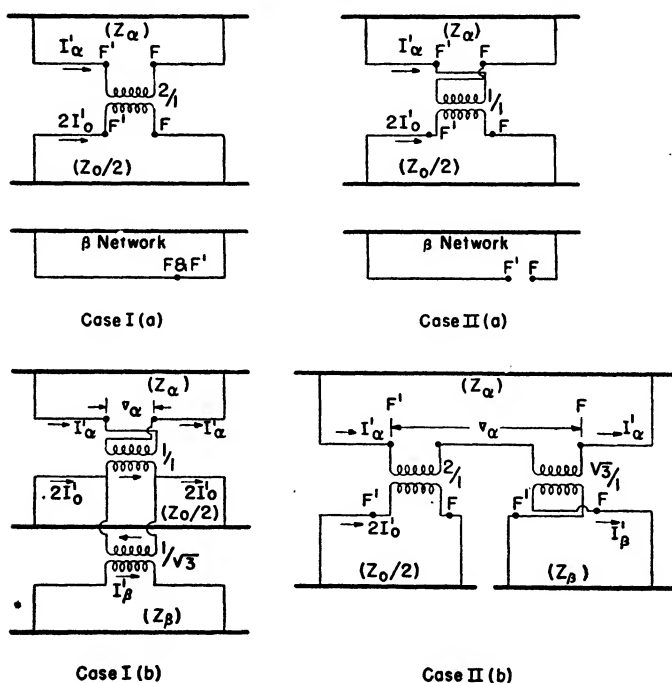 (Zα)
I'α F' F
2/1
2I'₀ F' F
(Z₀/2)
β Network
F&F'
Case I (a)
(Zα)
I'α F' F
1/1
2I'₀ F' F
(Z₀/2)
β Network
F' F
Case II (a)
(Zα)
vα
I'α I'α
1/1
2I'₀ 2I'₀
(Z₀/2)
1/√3
I'β
(Zβ)
Case I (b)
(Zα)
F' F
I'α vα I'α
2/1 √3/1
F' F F' F
2I'₀ I'β
(Z₀/2) (Zβ)
Case II (b)